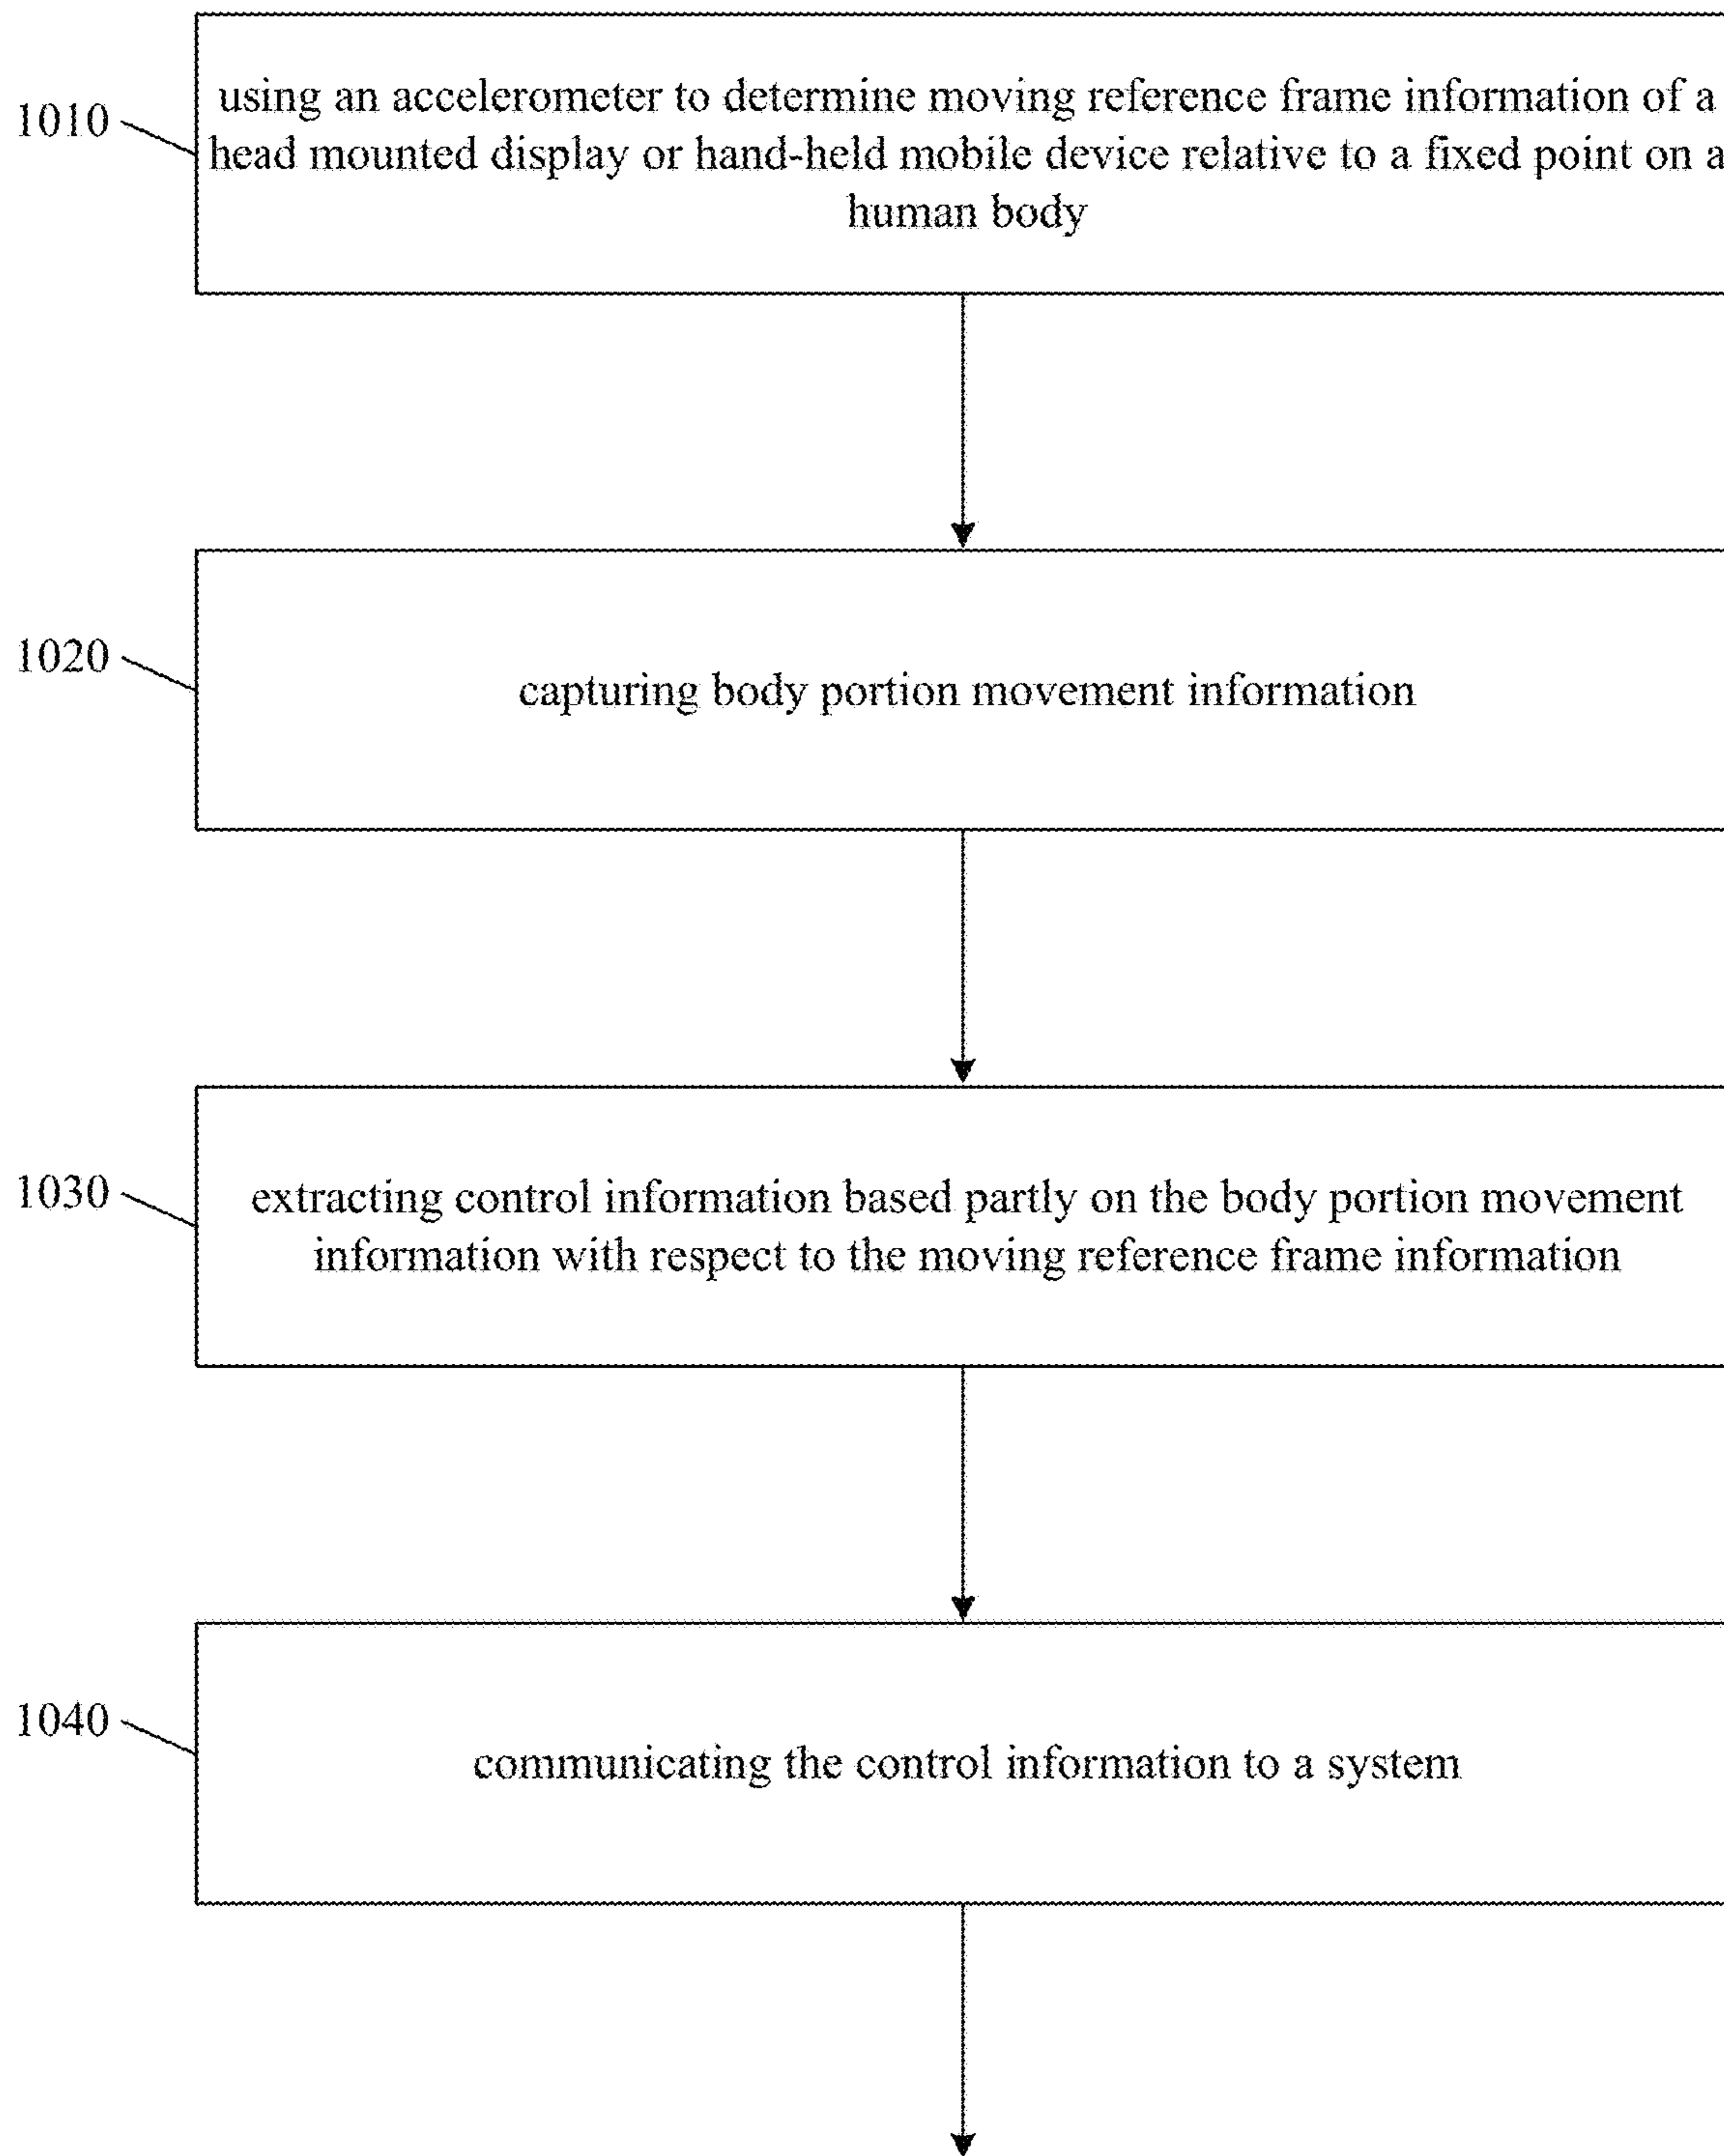 1010
using an accelerometer to determine moving reference frame information of a
head mounted display or hand-held mobile device relative to a fixed point on a
human body
1020
capturing body portion movement information
1030
extracting control information based partly on the body portion movement
information with respect to the moving reference frame information
1040
communicating the control information to a system